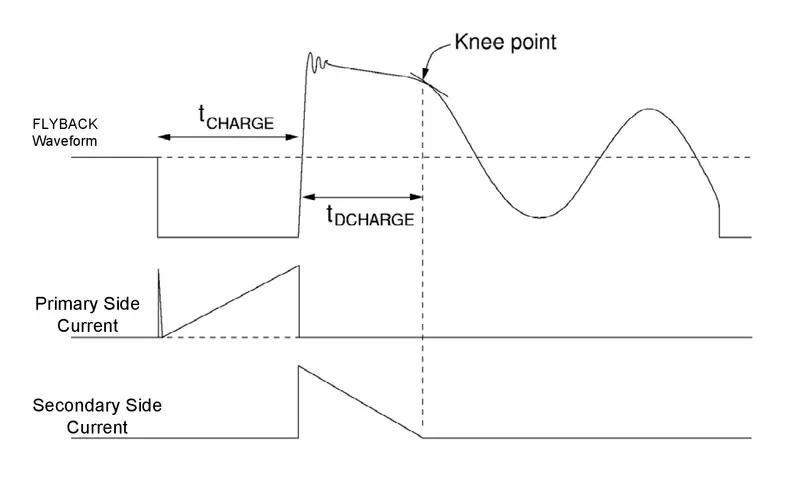 Knee point
tCHARGE
FLYBACK
Waveform
tDCHARGE
Primary Side
Current
Secondary Side
Current